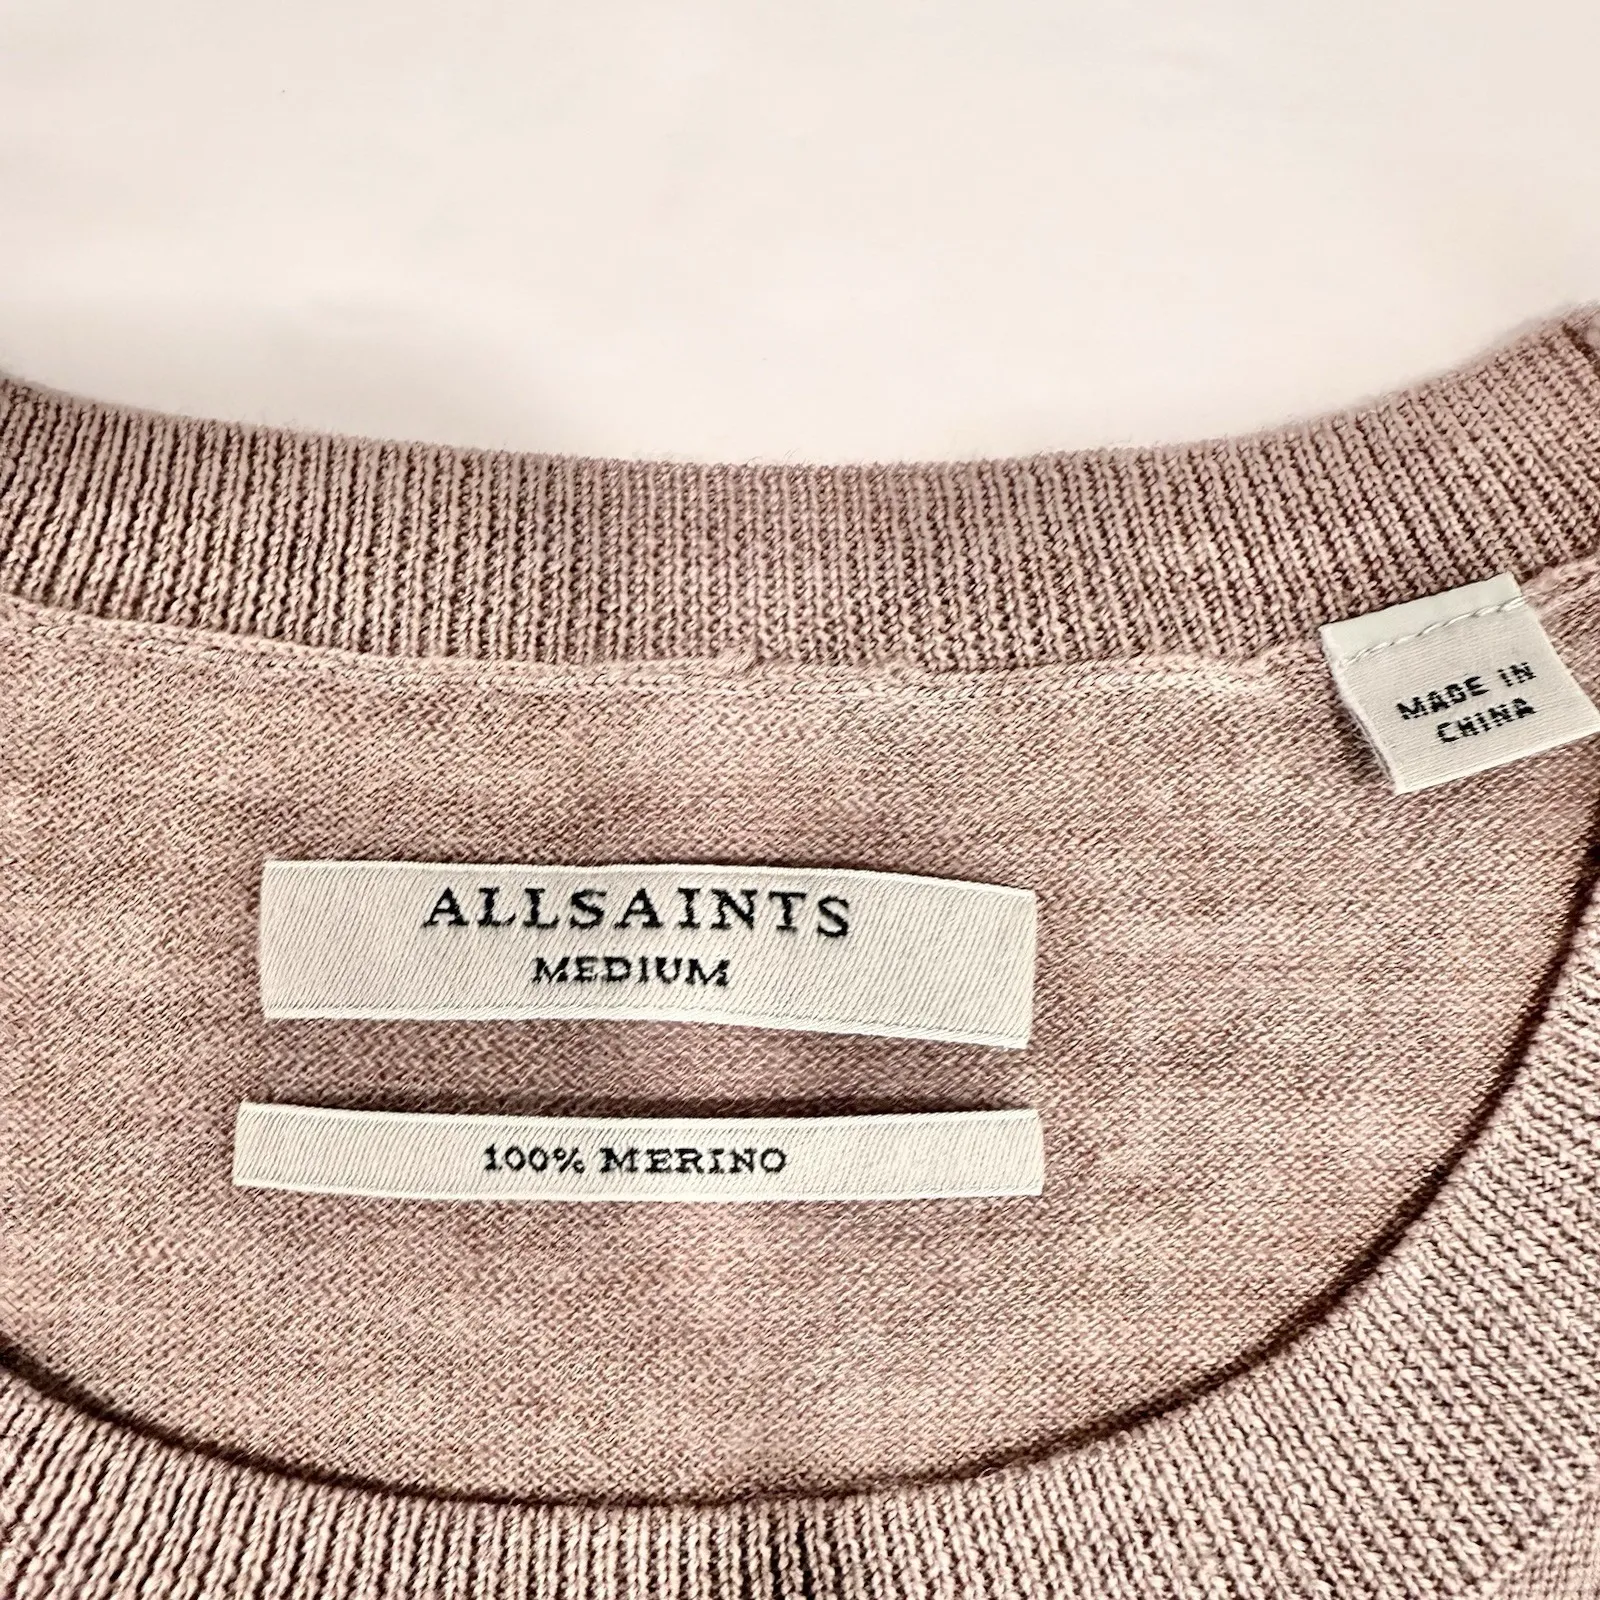 ALLSAINTS
MEDIUM
100% MERINO
MADE IN
CHINA